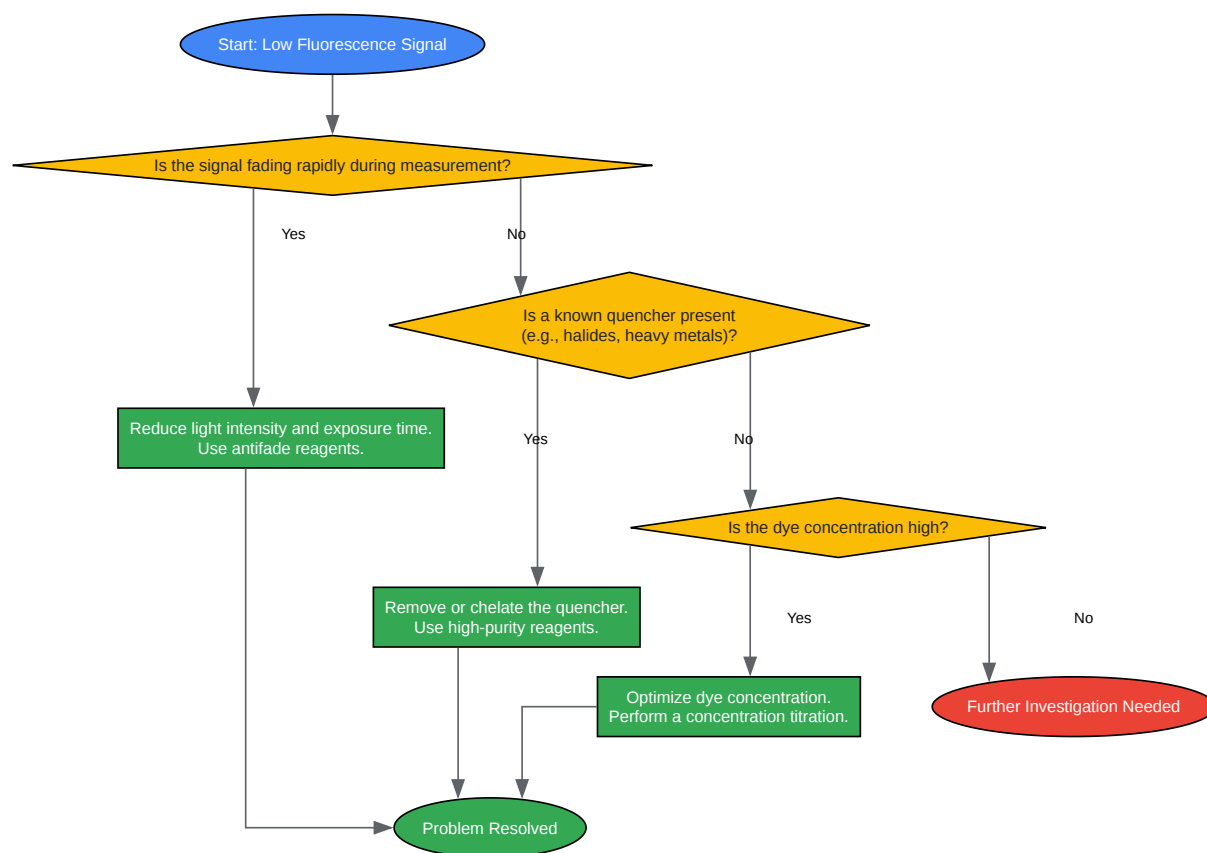 Start: Low Fluorescence Signal
Is the signal fading rapidly during measurement?
Yes
No
Is a known quencher present
(e.g., halides, heavy metals)?
Reduce light intensity and exposure time.
Use antifade reagents.
Yes
No
Is the dye concentration high?
Remove or chelate the quencher.
Use high-purity reagents.
Yes
No
Optimize dye concentration.
Perform a concentration titration.
Further Investigation Needed
Problem Resolved